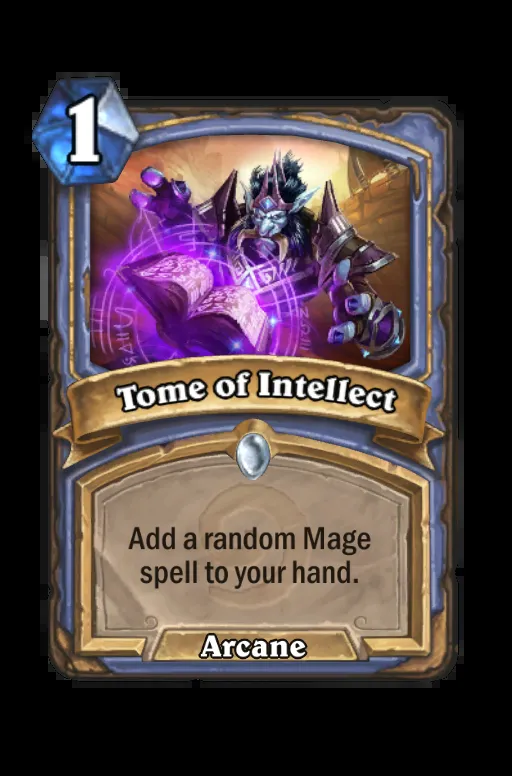 1
Tome of Intellect
Add a random Mage
spell to your hand.
Arcane